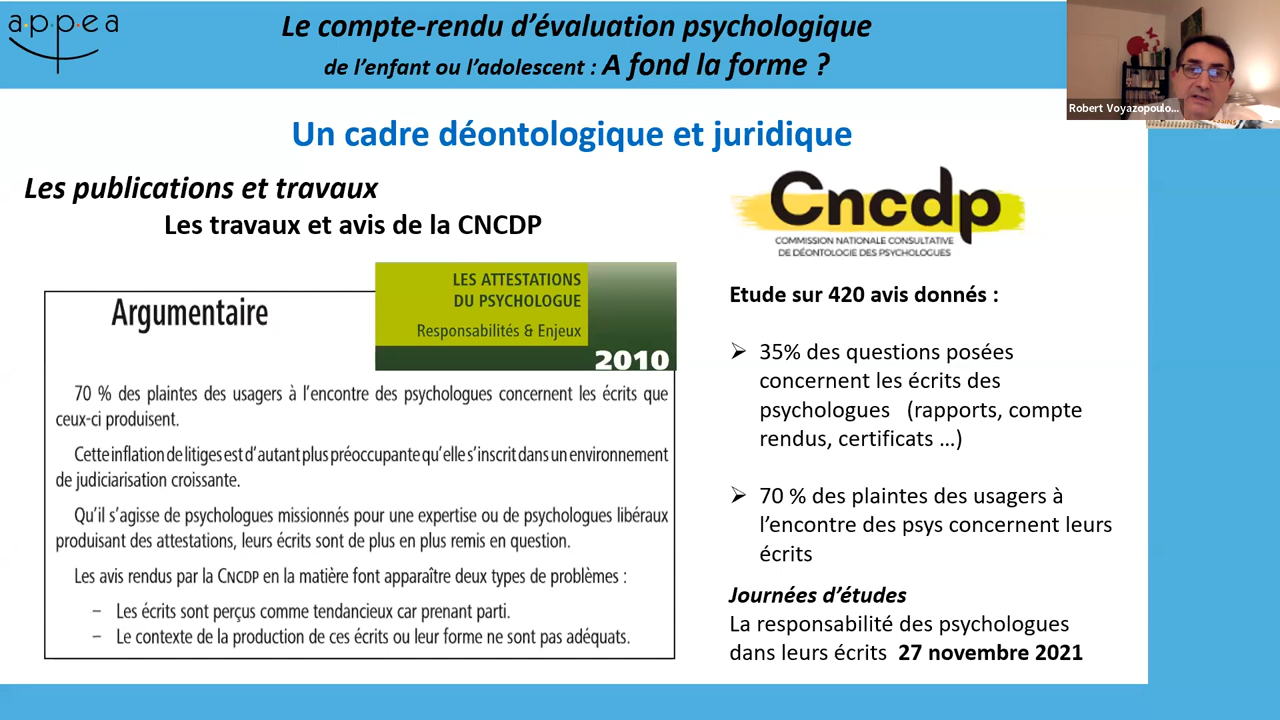 appea
Le compte-rendu d'évaluation psychologique
de l'enfant ou l'adolescent : A fond la forme ?
Robert Voyazopoulo...
Un cadre déontologique et juridique
Les publications et travaux
Les travaux et avis de la CNCDP
LES ATTESTATIONS
DU PSYCHOLOGUE
Responsabilités & Enjeux
2010
Argumentaire
70 % des plaintes des usagers à l'encontre des psychologues concernent les écrits que
ceux-ci produisent.
Cette inflation de litiges est d'autant plus préoccupante qu'elle s'inscrit dans un environnement
de judiciarisation croissante.
Qu'il s'agisse de psychologues missionnés pour une expertise ou de psychologues libéraux
produisant des attestations, leurs écrits sont de plus en plus remis en question.
Les avis rendus par la CNCDP en la matière font apparaître deux types de problèmes :
– Les écrits sont perçus comme tendancieux car prenant parti.
– Le contexte de la production de ces écrits ou leur forme ne sont pas adéquats.
Cncdp
COMMISSION NATIONALE CONSULTATIVE
DE DÉONTOLOGIE DES PSYCHOLOGUES
Etude sur 420 avis donnés :
➢ 35% des questions posées
concernent les écrits des
psychologues (rapports, compte
rendus, certificats …)
➢ 70 % des plaintes des usagers à
l'encontre des psys concernent leurs
écrits
Journées d'études
La responsabilité des psychologues
dans leurs écrits 27 novembre 2021